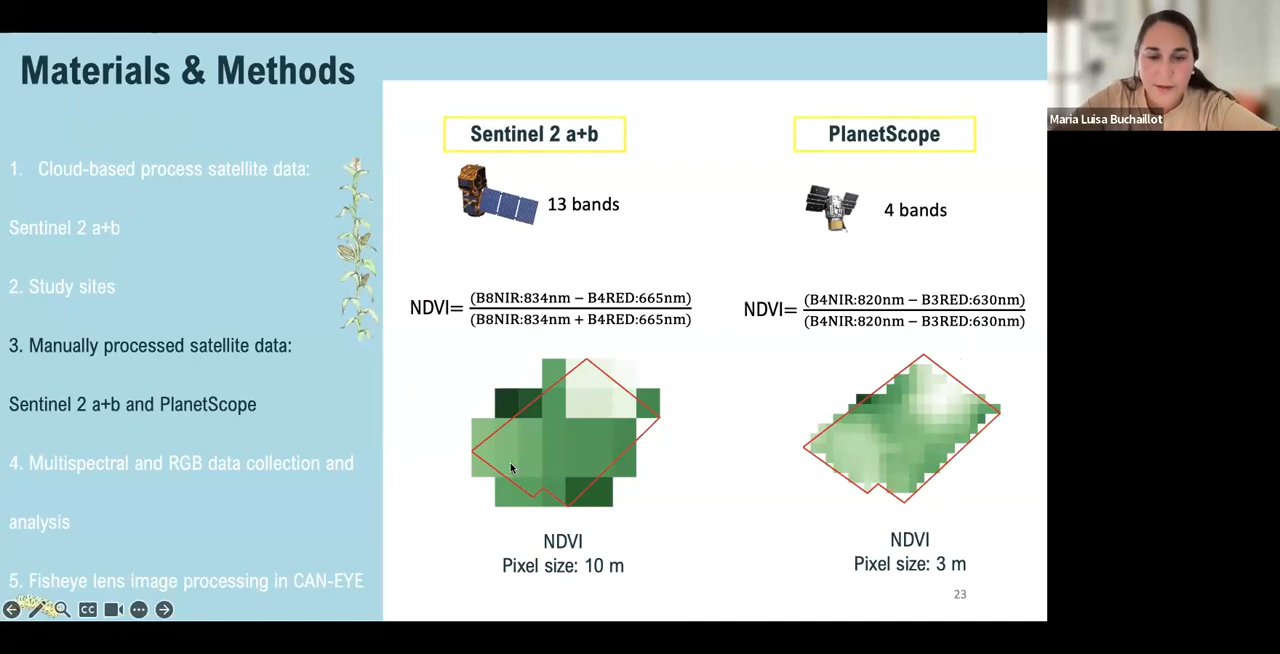 Materials & Methods
1. Cloud-based process satellite data:
Sentinel 2 a+b
2. Study sites
3. Manually processed satellite data:
Sentinel 2 a+b and PlanetScope
4. Multispectral and RGB data collection and
analysis
5. Fisheye lens image processing in CAN-EYE
CC
Sentinel 2 a+b
13 bands
NDVI= (B8NIR:834nm − B4RED:665nm)
(B8NIR:834nm + B4RED:665nm)
NDVI
Pixel size: 10 m
PlanetScope
4 bands
NDVI= (B4NIR:820nm − B3RED:630nm)
(B4NIR:820nm − B3RED:630nm)
NDVI
Pixel size: 3 m
23
Maria Luisa Buchaillot